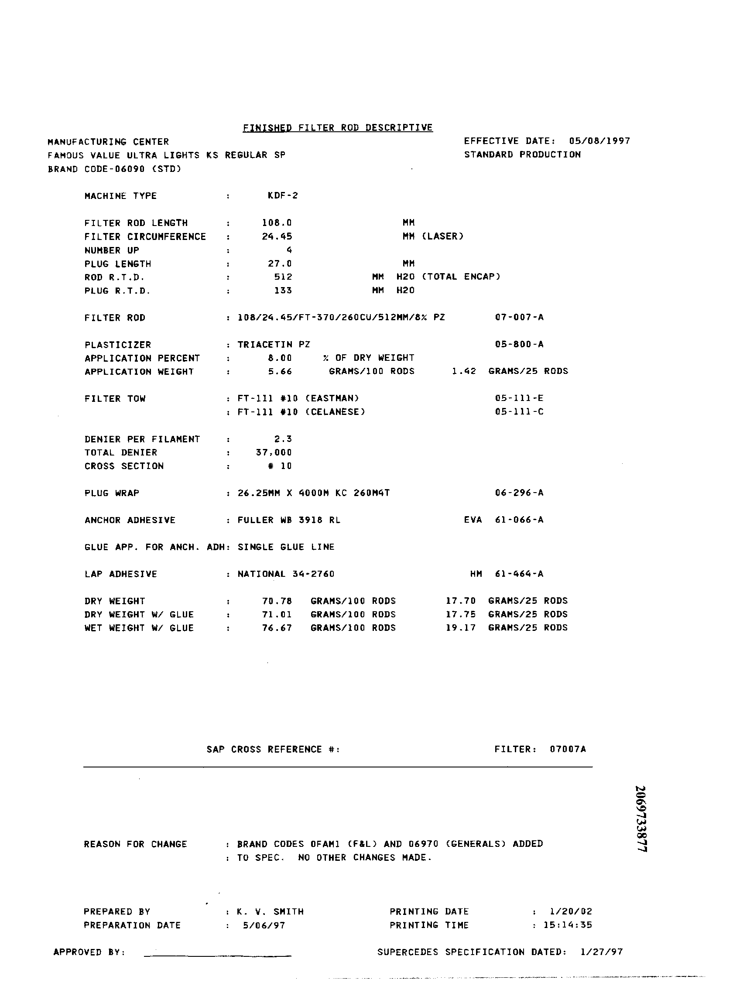 FINISHED FILTER ROD DESCRIPTIVE
MANUFACTURING CENTER EFFECTIVE DATE: 05/08/1997
FAMOUS VALUE ULTRA LIGHTS KS REGULAR SP STANDARD PRODUCTION
BRAND CODE-06090 (STD)
MACHINE TYPE : KDF-2
FILTER ROD LENGTH : 108.0 MM
FILTER CIRCUMFERENCE : 24.45 MM (LASER)
NUMBER UP : 4
PLUG LENGTH : 27.0 MM
ROD R.T.D. : 512 MM H2O (TOTAL ENCAP)
PLUG R.T.D. : 133 MM H2O
FILTER ROD : 108/24.45/FT-370/260CU/512MM/8% PZ 07-007-A
PLASTICIZER : TRIACETIN PZ 05-800-A
APPLICATION PERCENT : 8.00 % OF DRY WEIGHT
APPLICATION WEIGHT : 5.66 GRAMS/100 RODS 1.42 GRAMS/25 RODS
FILTER TOW : FT-111 #10 (EASTMAN) 05-111-E
: FT-111 #10 (CELANESE) 05-111-C
DENIER PER FILAMENT : 2.3
TOTAL DENIER : 37,000
CROSS SECTION : # 10
PLUG WRAP : 26.25MM X 4000M KC 260M4T 06-296-A
ANCHOR ADHESIVE : FULLER WB 3918 RL EVA 61-066-A
GLUE APP. FOR ANCH. ADH: SINGLE GLUE LINE
LAP ADHESIVE : NATIONAL 34-2760 HM 61-464-A
DRY WEIGHT : 70.78 GRAMS/100 RODS 17.70 GRAMS/25 RODS
DRY WEIGHT W/ GLUE : 71.01 GRAMS/100 RODS 17.75 GRAMS/25 RODS
WET WEIGHT W/ GLUE : 76.67 GRAMS/100 RODS 19.17 GRAMS/25 RODS
SAP CROSS REFERENCE #: FILTER: 07007A
2069733877
REASON FOR CHANGE : BRAND CODES 0FAM1 (F&L) AND 06970 (GENERALS) ADDED
: TO SPEC. NO OTHER CHANGES MADE.
PREPARED BY : K. V. SMITH PRINTING DATE : 1/20/02
PREPARATION DATE : 5/06/97 PRINTING TIME : 15:14:35
APPROVED BY: SUPERCEDES SPECIFICATION DATED: 1/27/97